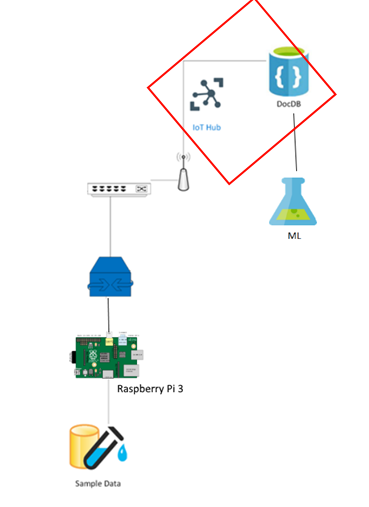 DocDB
IoT Hub
ML
Raspberry Pi 3
Sample Data